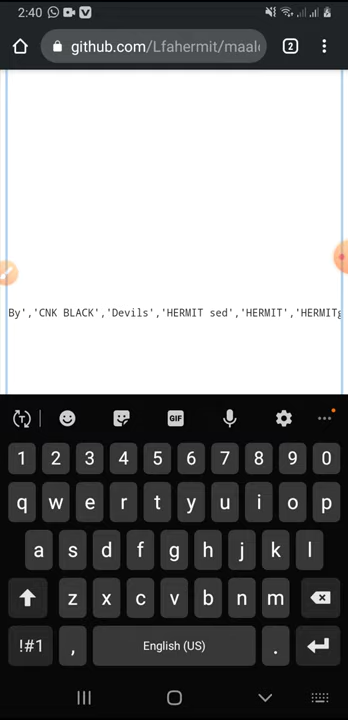 2:40
github.com/Lfahermit/maal
2
By','CNK BLACK','Devils','HERMIT sed','HERMIT','HERMITg
GIF
1 2 3 4 5 6 7 8 9 0
q w e r t y u i o p
a s d f g h j k l
z x c v b n m
!#1 , English (US) .